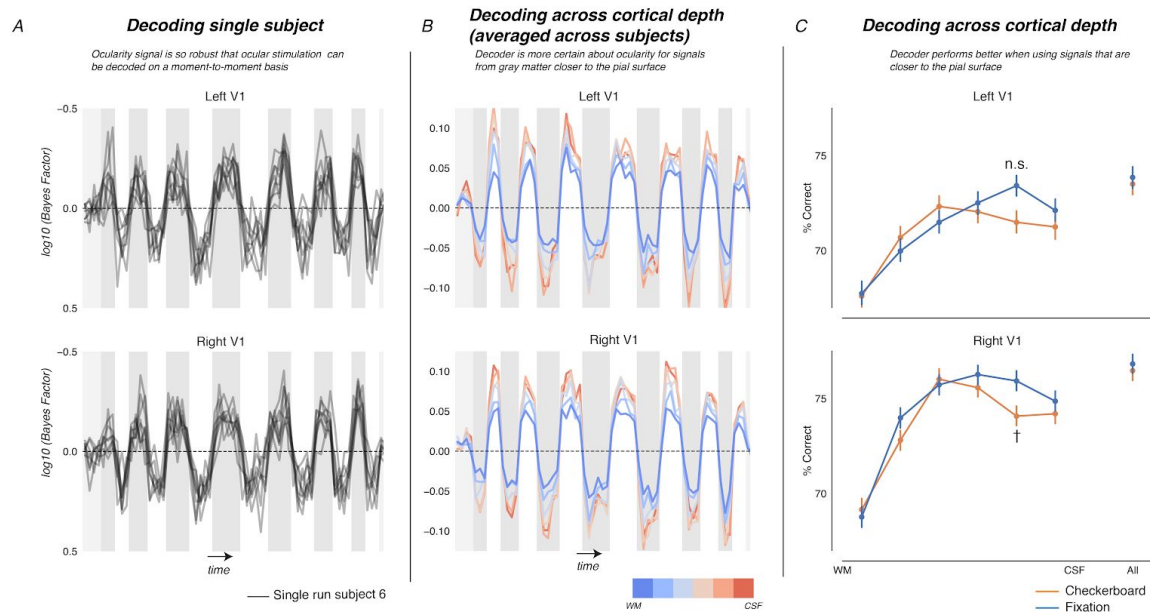 A
Decoding single subject
Ocularity signal is so robust that ocular stimulation can
be decoded on a moment-to-moment basis
Left V1
−0.5
0.0
0.5
log10 (Bayes Factor)
Right V1
−0.5
0.0
0.5
log10 (Bayes Factor)
time
Single run subject 6
B
Decoding across cortical depth
(averaged across subjects)
Decoder is more certain about ocularity for signals
from gray matter closer to the pial surface
Left V1
0.10
0.05
0.00
−0.05
−0.10
Right V1
0.10
0.05
0.00
−0.05
−0.10
time
WM
CSF
C
Decoding across cortical depth
Decoder performs better when using signals that are
closer to the pial surface
Left V1
75
70
% Correct
n.s.
Right V1
75
70
% Correct
†
WM
CSF
All
Checkerboard
Fixation